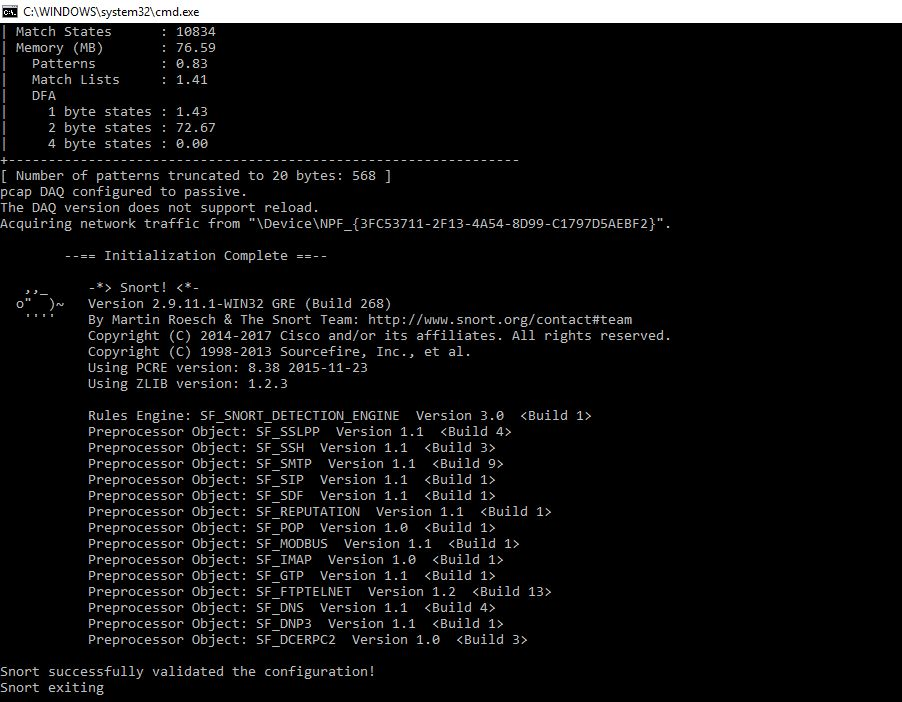 C:\WINDOWS\system32\cmd.exe
| Match States      : 10834
| Memory (MB)       : 76.59
|   Patterns        : 0.83
|   Match Lists     : 1.41
|   DFA
|     1 byte states : 1.43
|     2 byte states : 72.67
|     4 byte states : 0.00
+----------------------------------------------------------------
[ Number of patterns truncated to 20 bytes: 568 ]
pcap DAQ configured to passive.
The DAQ version does not support reload.
Acquiring network traffic from "\Device\NPF_{3FC53711-2F13-4A54-8D99-C1797D5AEBF2}".

        --== Initialization Complete ==--

   ,,_     -*> Snort! <*-
  o"  )~   Version 2.9.11.1-WIN32 GRE (Build 268)
   ''''    By Martin Roesch & The Snort Team: http://www.snort.org/contact#team
           Copyright (C) 2014-2017 Cisco and/or its affiliates. All rights reserved.
           Copyright (C) 1998-2013 Sourcefire, Inc., et al.
           Using PCRE version: 8.38 2015-11-23
           Using ZLIB version: 1.2.3

           Rules Engine: SF_SNORT_DETECTION_ENGINE  Version 3.0  <Build 1>
           Preprocessor Object: SF_SSLPP  Version 1.1  <Build 4>
           Preprocessor Object: SF_SSH  Version 1.1  <Build 3>
           Preprocessor Object: SF_SMTP  Version 1.1  <Build 9>
           Preprocessor Object: SF_SIP  Version 1.1  <Build 1>
           Preprocessor Object: SF_SDF  Version 1.1  <Build 1>
           Preprocessor Object: SF_REPUTATION  Version 1.1  <Build 1>
           Preprocessor Object: SF_POP  Version 1.0  <Build 1>
           Preprocessor Object: SF_MODBUS  Version 1.1  <Build 1>
           Preprocessor Object: SF_IMAP  Version 1.0  <Build 1>
           Preprocessor Object: SF_GTP  Version 1.1  <Build 1>
           Preprocessor Object: SF_FTPTELNET  Version 1.2  <Build 13>
           Preprocessor Object: SF_DNS  Version 1.1  <Build 4>
           Preprocessor Object: SF_DNP3  Version 1.1  <Build 1>
           Preprocessor Object: SF_DCERPC2  Version 1.0  <Build 3>

Snort successfully validated the configuration!
Snort exiting